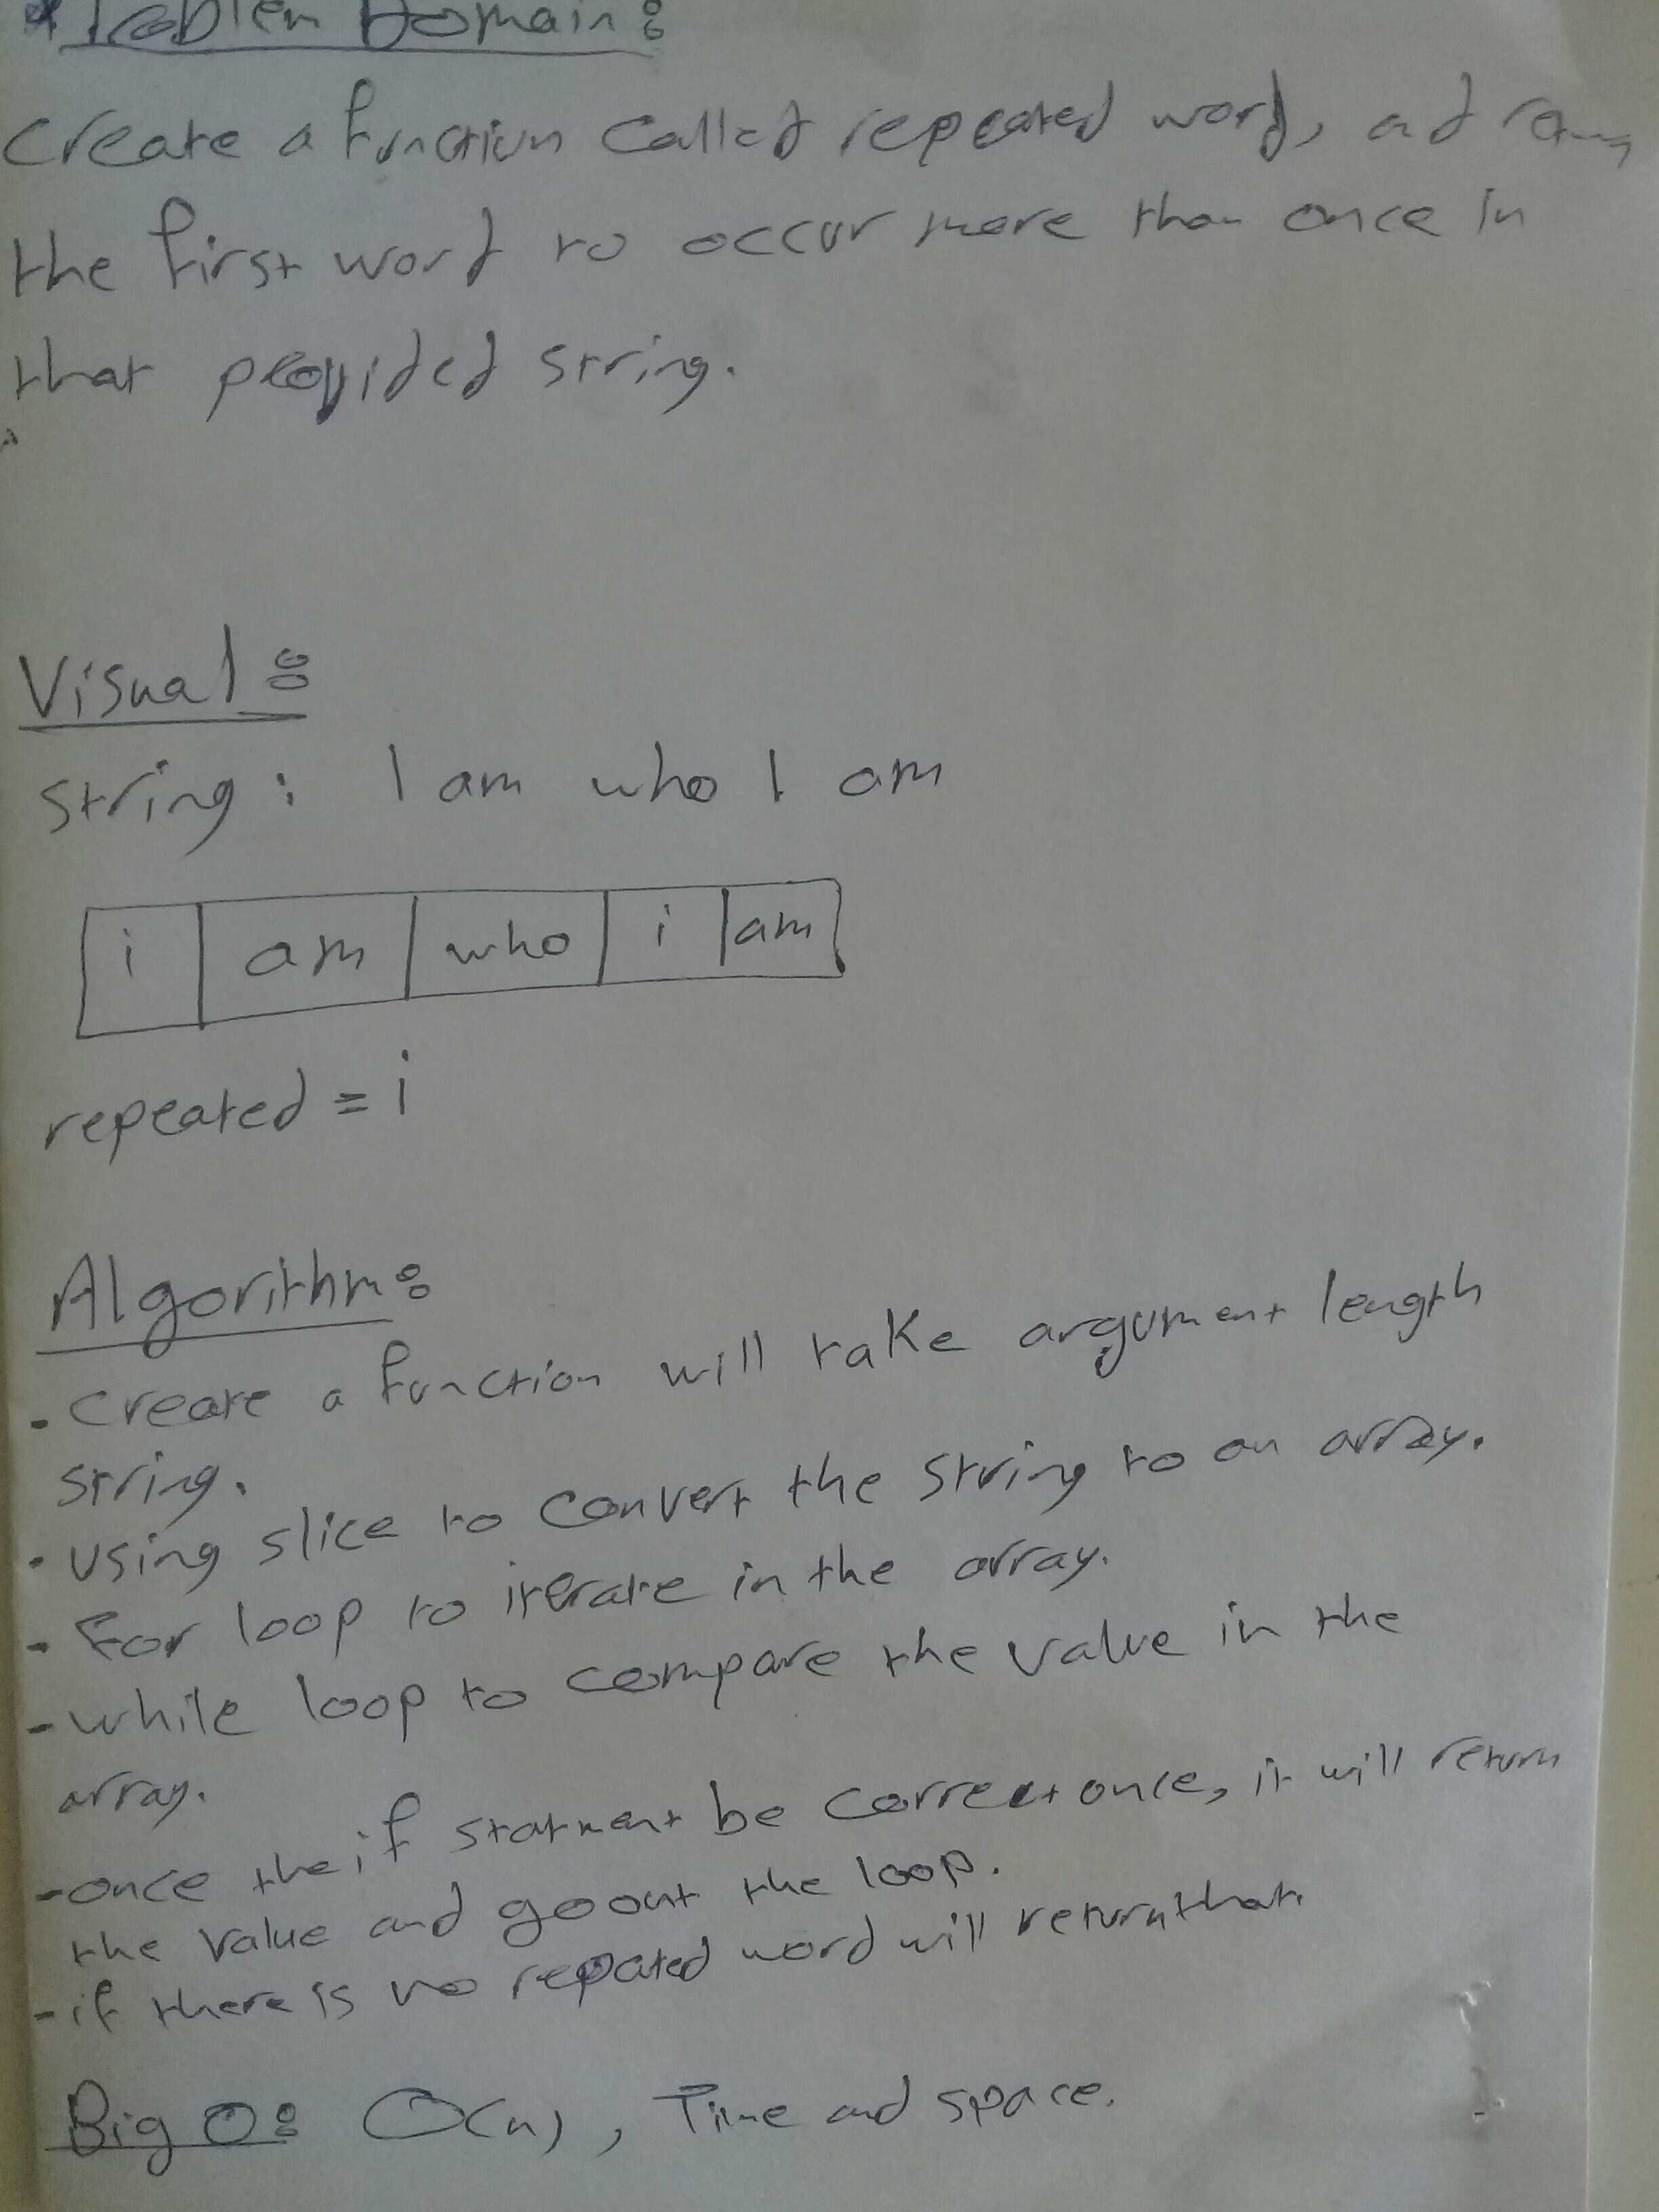 Problem Domain:
Create a function called repeated word, ad
the first word to occur more than once in
that provided string.
Visual:
String: I am who I am
i am who i am
repeated = i
Algorithm:
- Create a function will take argument length
string.
- Using slice to convert the string to an array.
- For loop to iterate in the array.
- while loop to compare the value in the
array.
- once the if statment be correct once, it will return
the value and go out the loop.
- if there is no repeated word will return that.
Big O: O(n), Time and space.